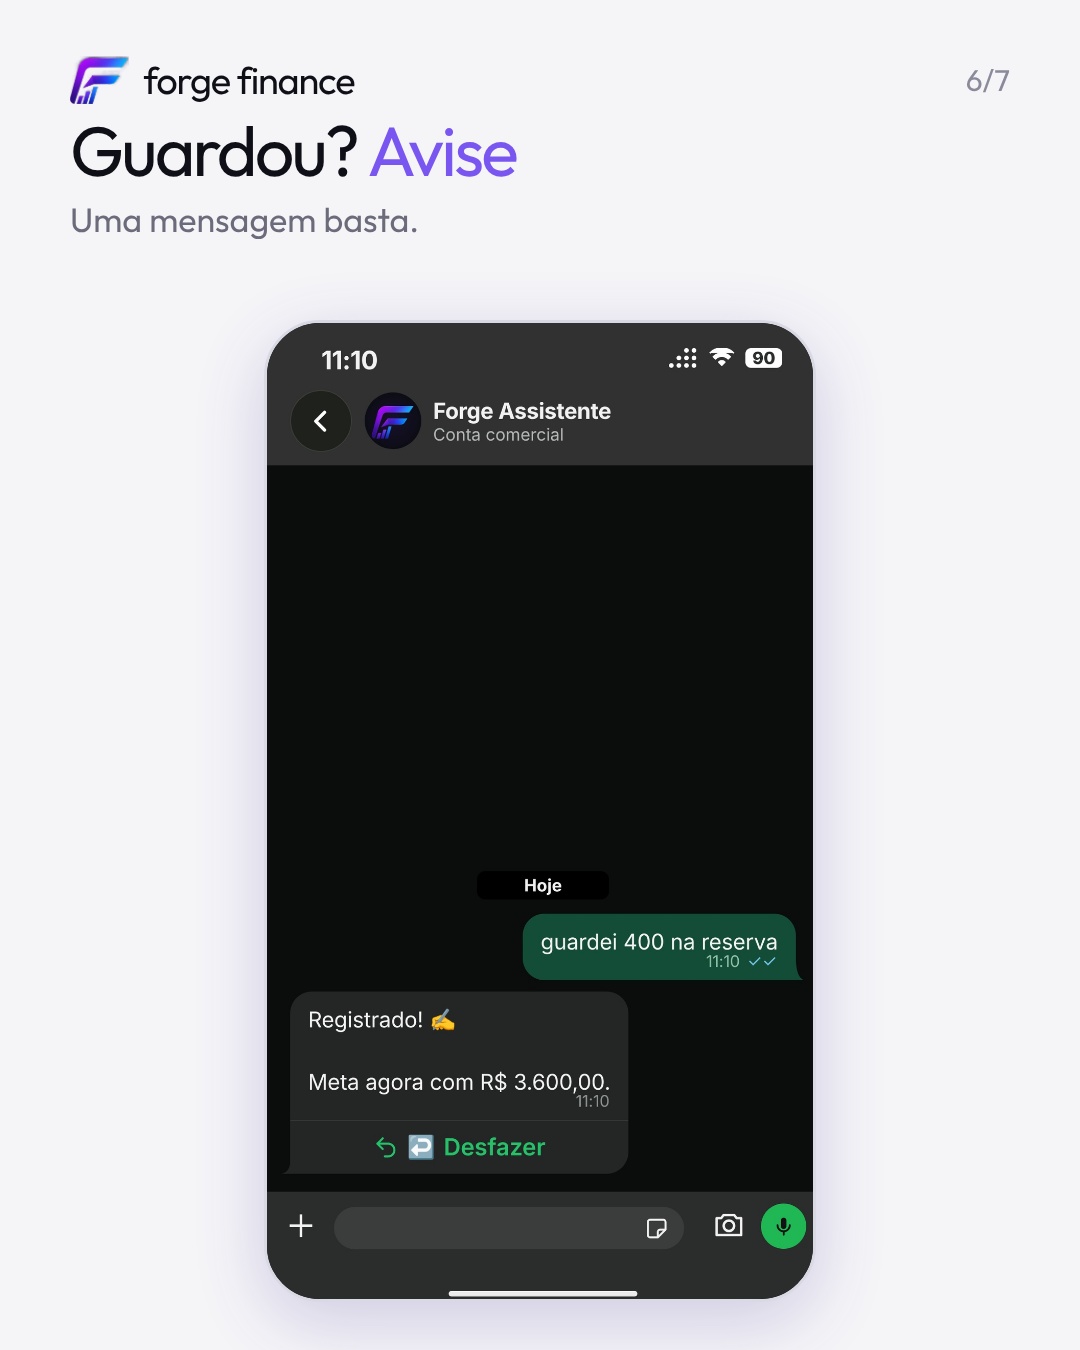 forge finance
6/7
Guardou? Avise
Uma mensagem basta.
11:10
90
Forge Assistente
Conta comercial
Hoje
guardei 400 na reserva
11:10
Registrado! ✍️
Meta agora com R$ 3.600,00.
11:10
↩️ Desfazer